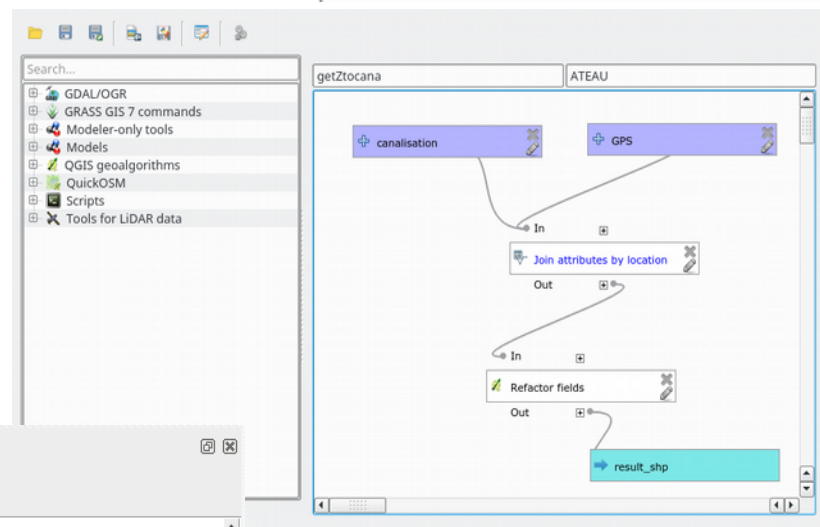 Search...
GDAL/OGR
GRASS GIS 7 commands
Modeler-only tools
Models
QGIS geoalgorithms
QuickOSM
Scripts
Tools for LiDAR data
getZtocana
ATEAU
canalisation
GPS
In
Join attributes by location
Out
In
Refactor fields
Out
result_shp